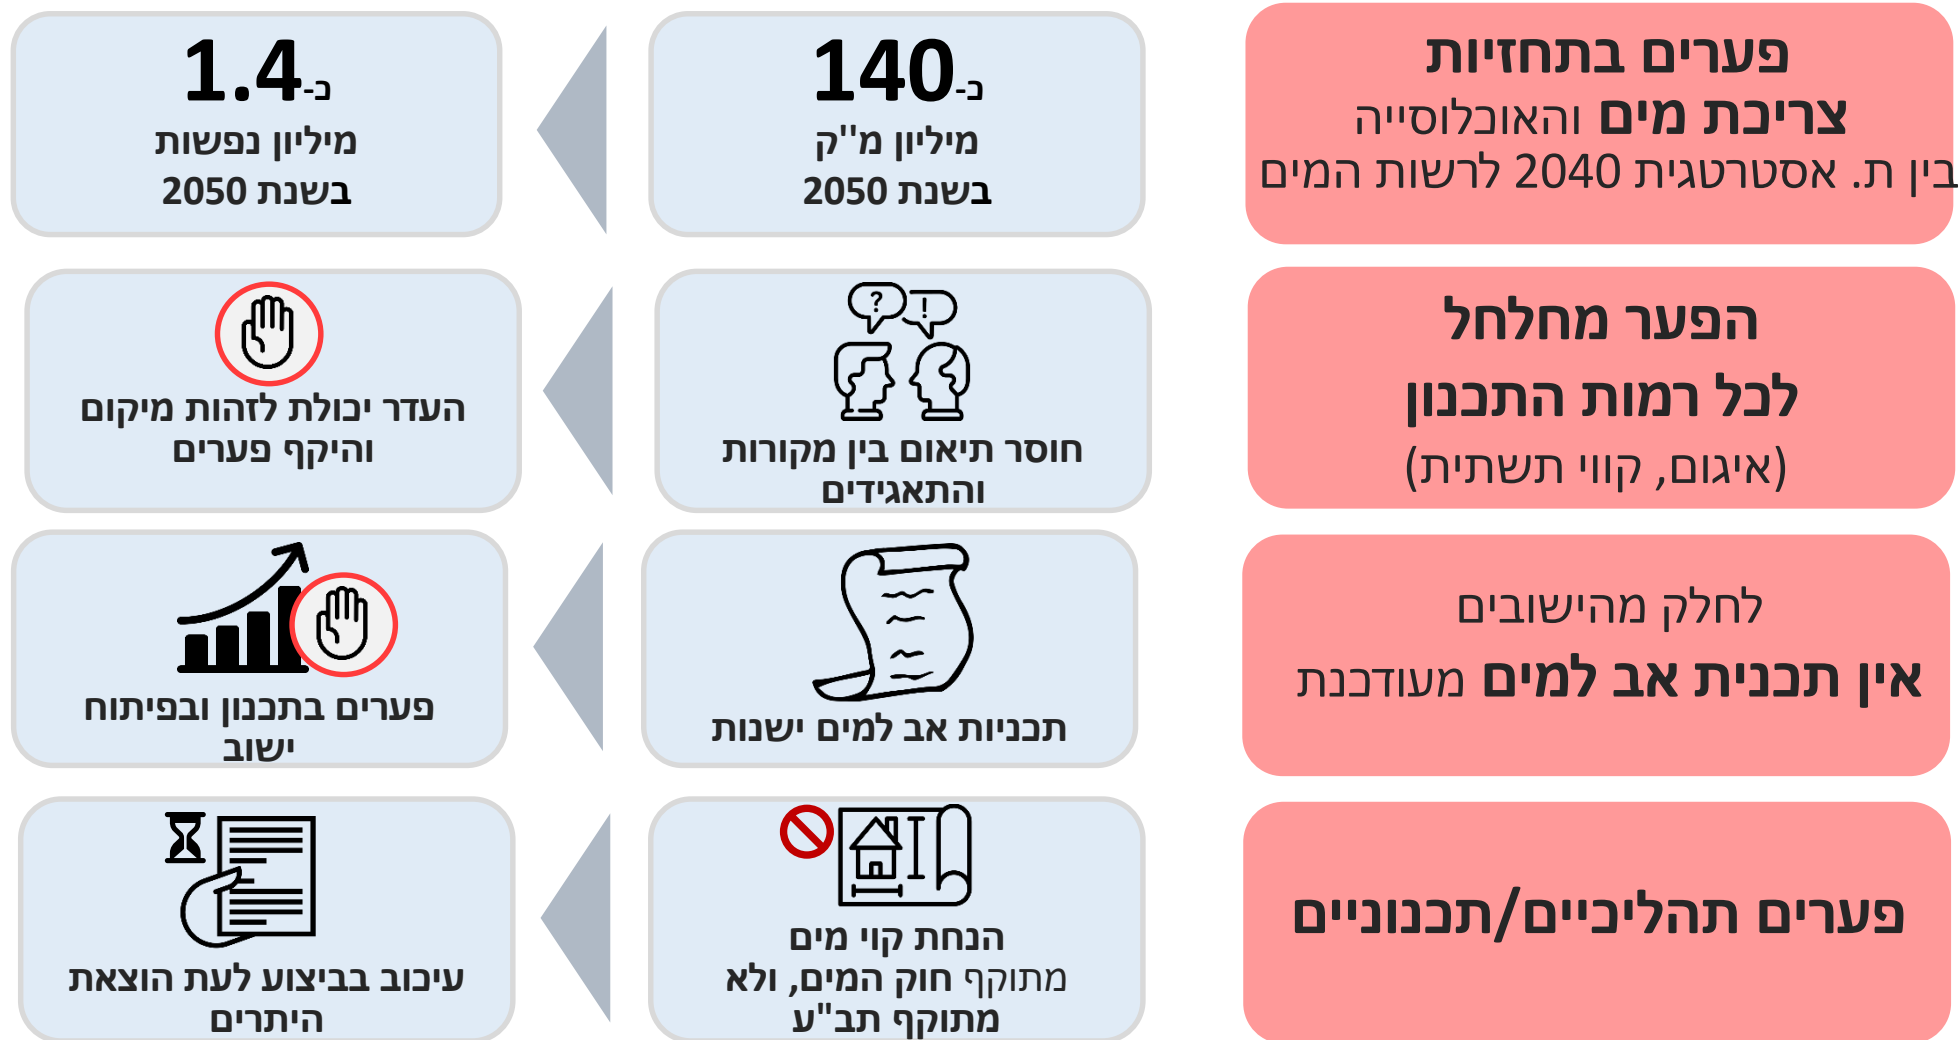 פערים בתחזיות
צריכת מים והאוכלוסייה
בין ת. אסטרטגית 2040 לרשות המים
כ-140
מיליון מ''ק
בשנת 2050
כ-1.4
מיליון נפשות
בשנת 2050
הפער מחלחל
לכל רמות התכנון
(איגום, קווי תשתית)
? !
חוסר תיאום בין מקורות
והתאגידים
העדר יכולת לזהות מיקום
והיקף פערים
לחלק מהישובים
אין תכנית אב למים מעודכנת
תכניות אב למים ישנות
פערים בתכנון ובפיתוח
ישוב
פערים תהליכיים/תכנוניים
הנחת קוי מים
מתוקף חוק המים, ולא
מתוקף תב"ע
עיכוב בביצוע לעת הוצאת
היתרים